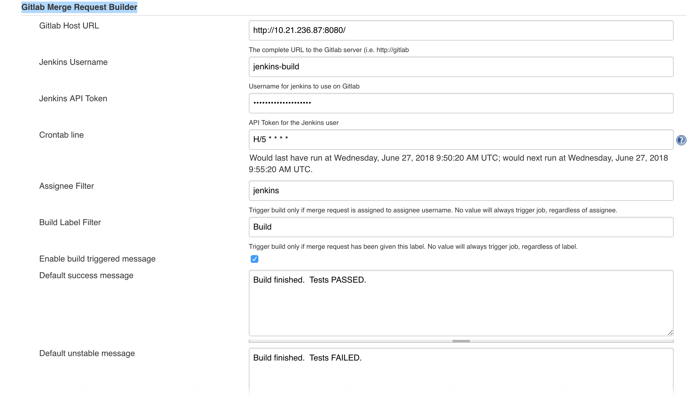 Gitlab Merge Request Builder
Gitlab Host URL
http://10.21.236.87:8080/
The complete URL to the Gitlab server (i.e. http://gitlab
Jenkins Username
jenkins-build
Username for jenkins to use on Gitlab
Jenkins API Token
••••••••••••••••••••
API Token for the Jenkins user
Crontab line
H/5 * * * *
Would last have run at Wednesday, June 27, 2018 9:50:20 AM UTC; would next run at Wednesday, June 27, 2018
9:55:20 AM UTC.
Assignee Filter
jenkins
Trigger build only if merge request is assigned to assignee username. No value will always trigger job, regardless of assignee.
Build Label Filter
Build
Trigger build only if merge request has been given this label. No value will always trigger job, regardless of label.
Enable build triggered message
Default success message
Build finished.  Tests PASSED.
Default unstable message
Build finished.  Tests FAILED.